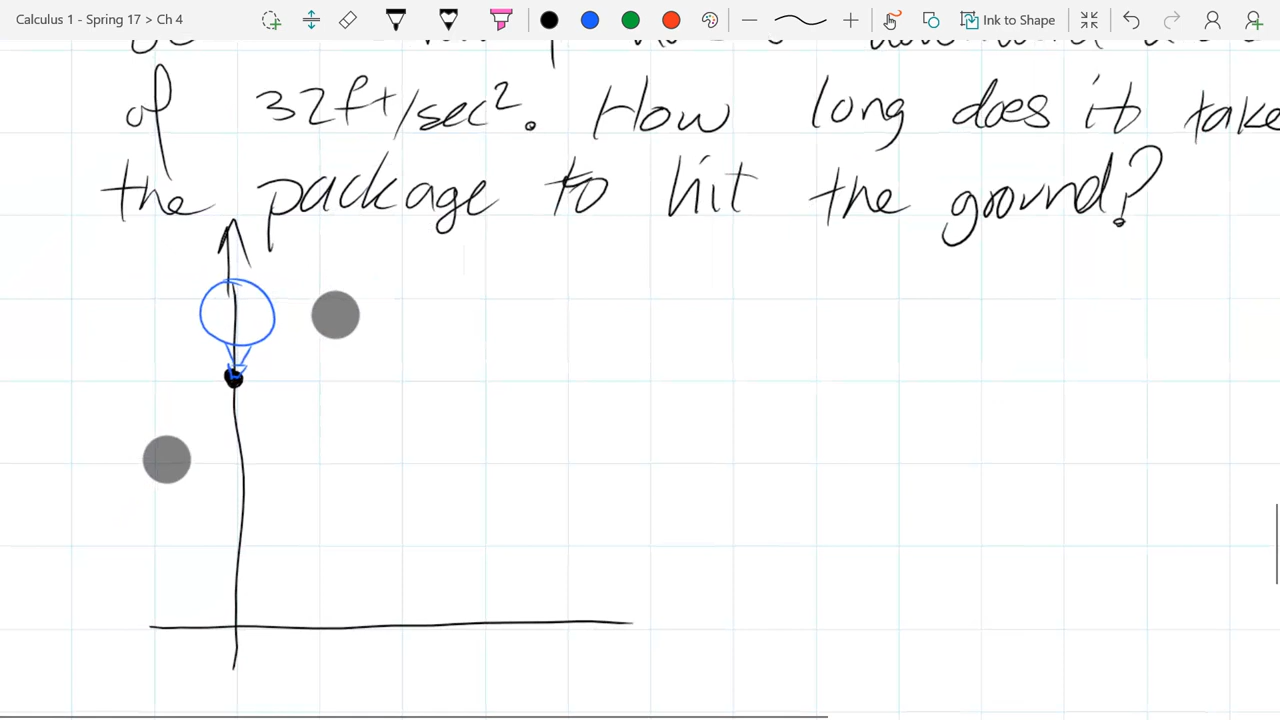 Calculus 1 - Spring 17 > Ch 4
Ink to Shape
of 32ft/sec². How long does it take
the package to hit the ground?